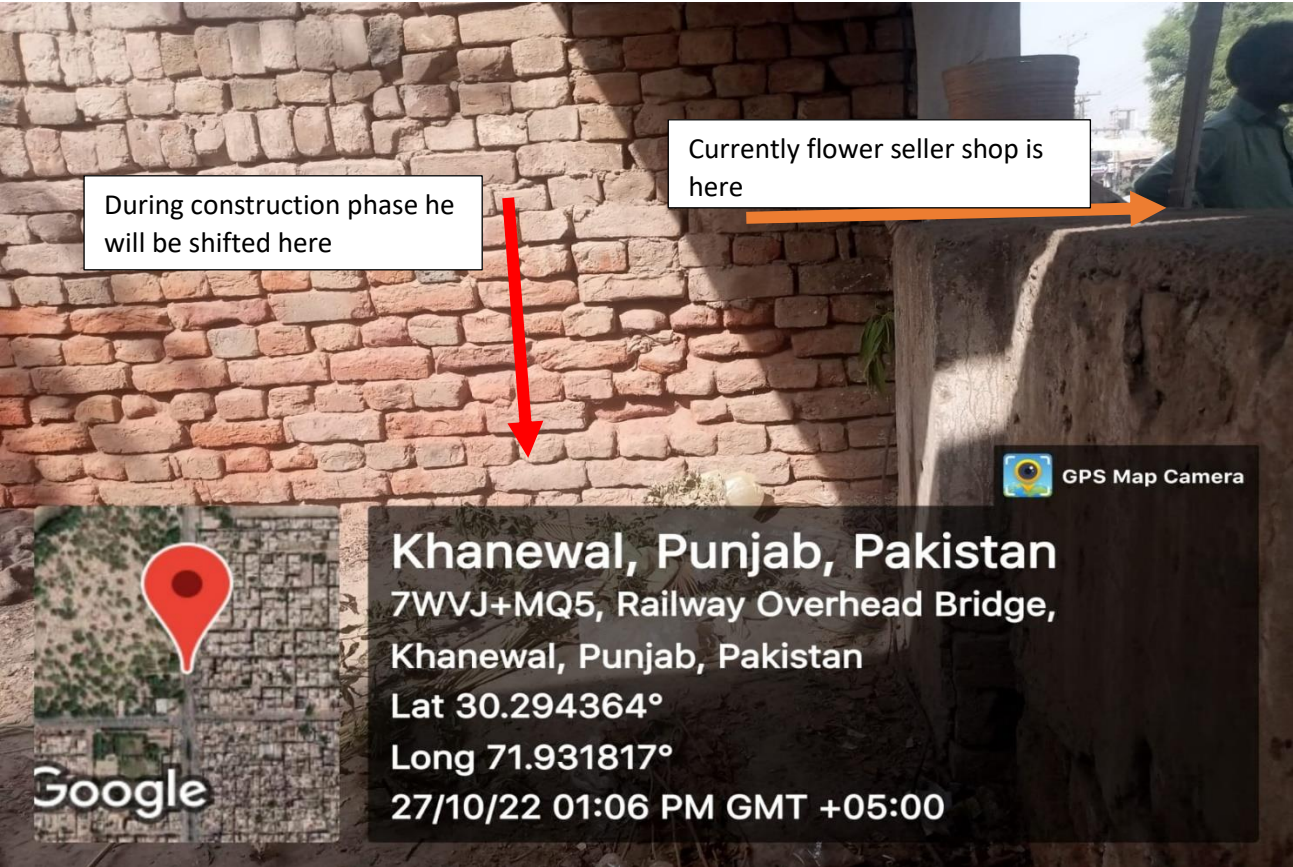 Currently flower seller shop is
here
During construction phase he
will be shifted here
GPS Map Camera
Khanewal, Punjab, Pakistan
7WVJ+MQ5, Railway Overhead Bridge,
Khanewal, Punjab, Pakistan
Lat 30.294364°
Long 71.931817°
27/10/22 01:06 PM GMT +05:00
Google